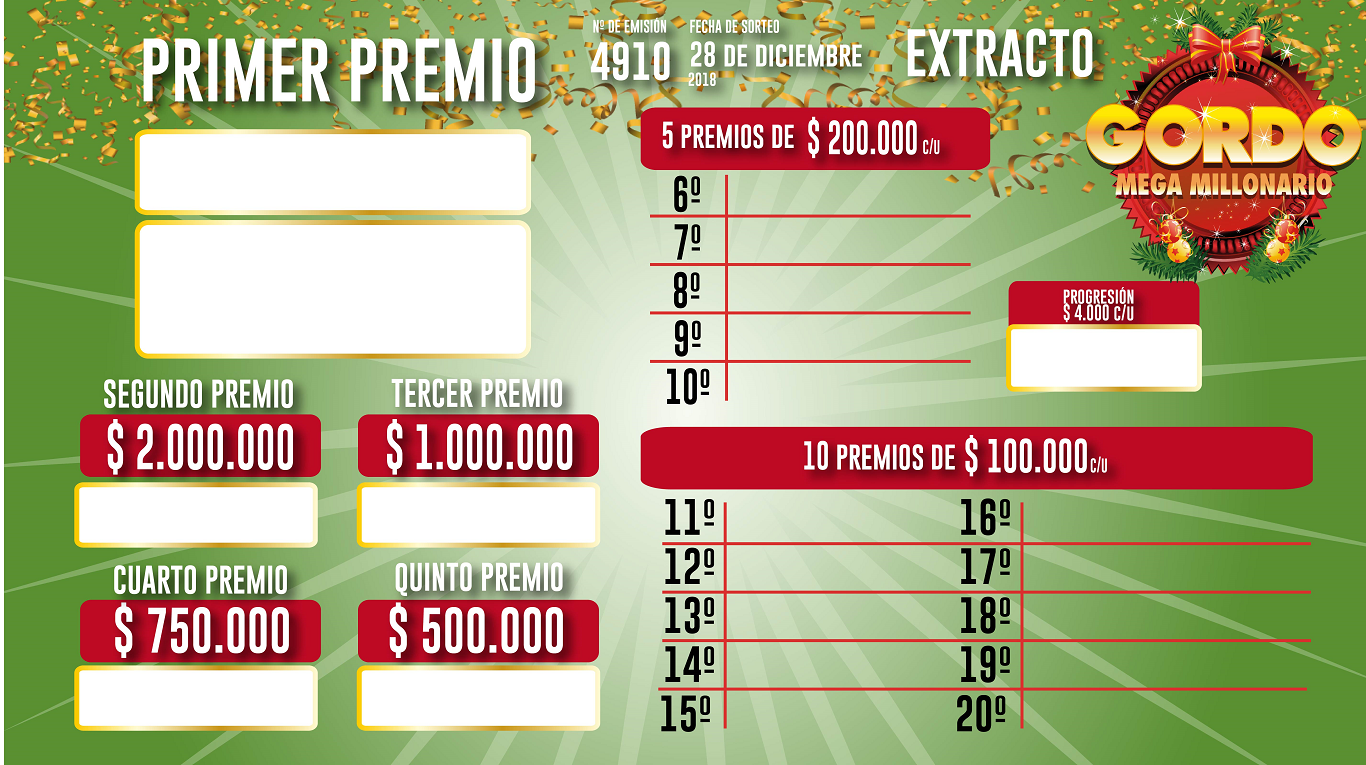 PRIMER PREMIO
Nº DE EMISIÓN
4910
FECHA DE SORTEO
28 DE DICIEMBRE
2018
EXTRACTO
GORDO
MEGA MILLONARIO
5 PREMIOS DE $ 200.000 C/U
6º
7º
8º
9º
10º
PROGRESIÓN
$ 4.000 C/U
SEGUNDO PREMIO
$ 2.000.000
TERCER PREMIO
$ 1.000.000
CUARTO PREMIO
$ 750.000
QUINTO PREMIO
$ 500.000
10 PREMIOS DE $ 100.000 C/U
11º
12º
13º
14º
15º
16º
17º
18º
19º
20º